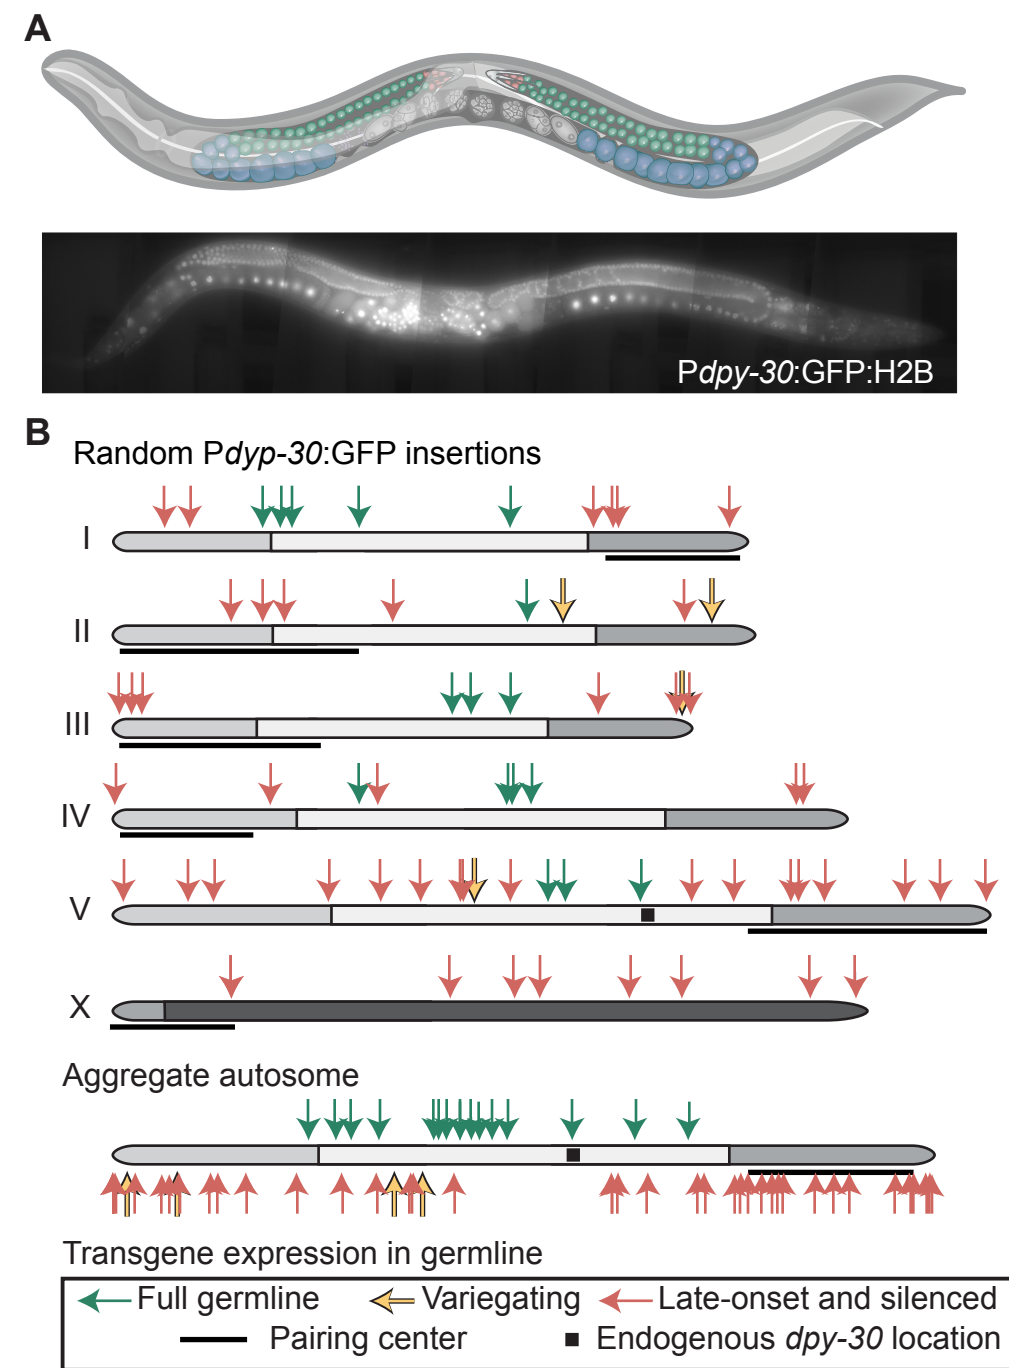 A
Pdpy-30:GFP:H2B
B
Random Pdyp-30:GFP insertions
I
II
III
IV
V
X
Aggregate autosome
Transgene expression in germline
Full germline Variegating Late-onset and silenced
Pairing center Endogenous dpy-30 location